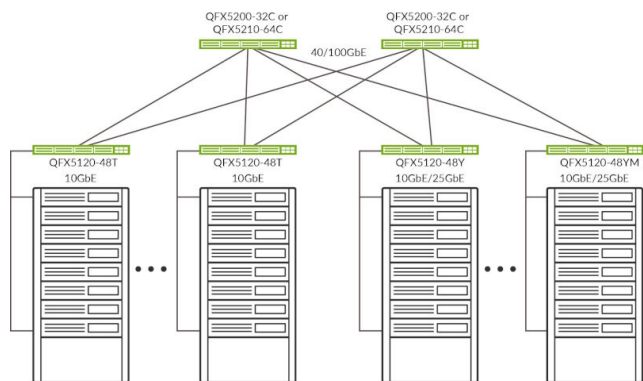 QFX5200-32C or
QFX5210-64C
QFX5200-32C or
QFX5210-64C
40/100GbE
QFX5120-48T
10GbE
QFX5120-48T
10GbE
QFX5120-48Y
10GbE/25GbE
QFX5120-48YM
10GbE/25GbE